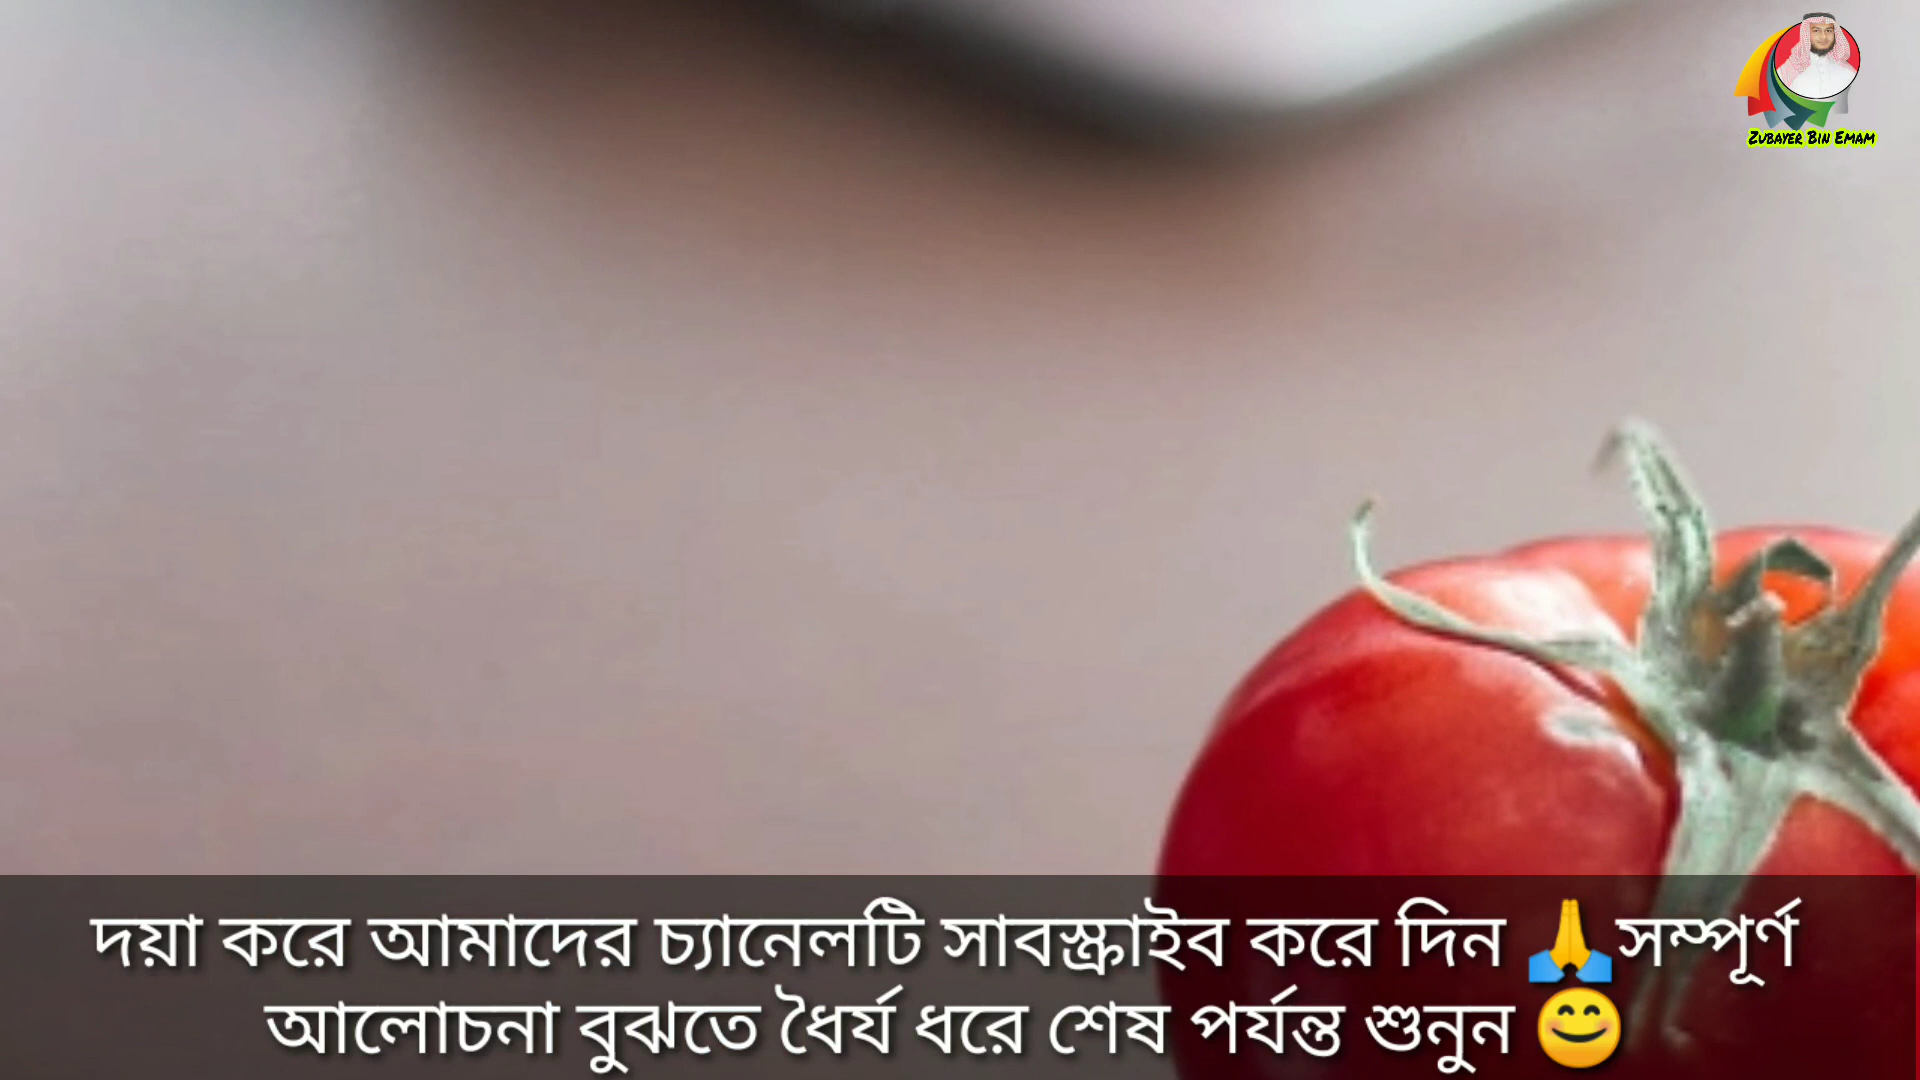 Zubayer Bin Emam
দয়া করে আমাদের চ্যানেলটি সাবস্ক্রাইব করে দিন 🙏সম্পূর্ণ
আলোচনা বুঝতে ধৈর্য ধরে শেষ পর্যন্ত শুনুন 😊